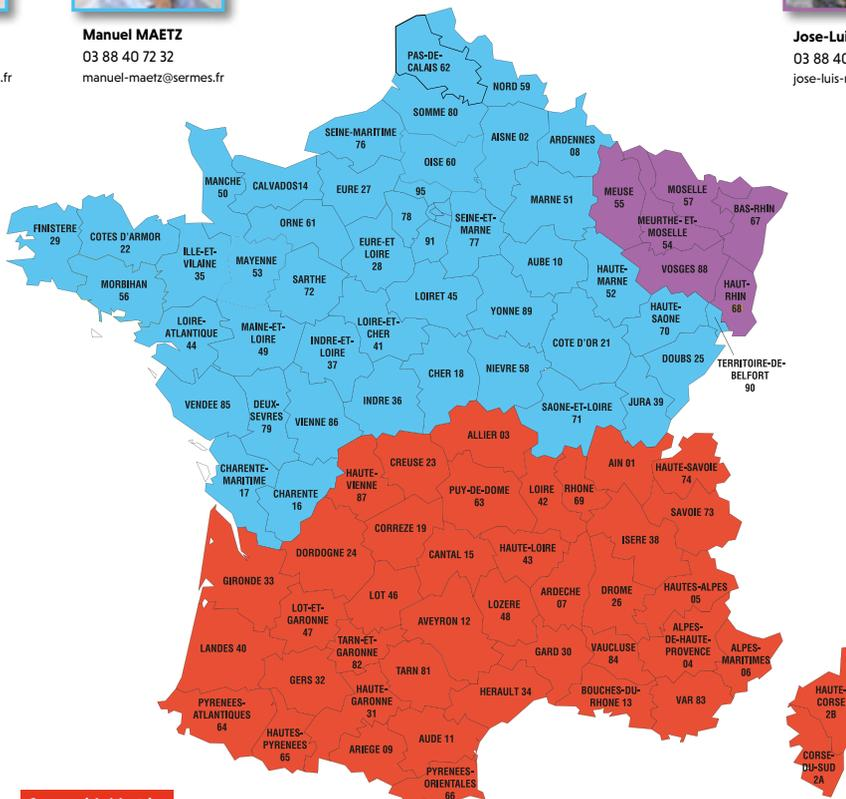 Manuel MAETZ
03 88 40 72 32
.fr
manuel-maetz@sermes.fr
03 88 40
PAS-DE-
CALAIS 62
NORD 59
SOMME 80
SEINE-MARITIME
76
AISNE 02
ARDENNES
08
OISE 60
MANCHE
50
CALVADOS14
EURE 27
95
MARNE 51
MEUSE
55
MOSELLE
57
BAS-RHIN
67
ORNE 61
78
SEINE-ET-
MARNE
77
MEURTHE-ET-
MOSELLE
54
FINISTERE
29
COTES D'ARMOR
22
ILLE-ET-
VILAINE
35
MAYENNE
53
EURE-ET
LOIRE
28
91
AUBE 10
VOSGES 88
MORBIHAN
56
SARTHE
72
HAUTE-
MARNE
52
HAUT-
RHIN
68
LOIRET 45
YONNE 89
HAUTE-
SAONE
70
LOIRE-
ATLANTIQUE
44
MAINE-ET-
LOIRE
49
LOIRE-ET-
CHER
41
INDRE-ET-
LOIRE
37
COTE D'OR 21
DOUBS 25
TERRITOIRE-DE-
BELFORT
90
CHER 18
NIEVRE 58
VENDEE 85
DEUX-
SEVRES
79
VIENNE 86
INDRE 36
SAONE-ET-LOIRE
71
JURA 39
ALLIER 03
CHARENTE-
MARITIME
17
CHARENTE
16
HAUTE-
VIENNE
87
CREUSE 23
PUY-DE-DOME
63
LOIRE
42
RHONE
69
AIN 01
HAUTE-SAVOIE
74
SAVOIE 73
CORREZE 19
DORDOGNE 24
CANTAL 15
HAUTE-LOIRE
43
ISERE 38
GIRONDE 33
LOT 46
ARDECHE
07
DROME
26
HAUTES-ALPES
05
LOT-ET-
GARONNE
47
AVEYRON 12
LOZERE
48
LANDES 40
TARN-ET-
GARONNE
82
GARD 30
VAUCLUSE
84
ALPES-
DE-HAUTE-
PROVENCE
04
ALPES-
MARITIMES
06
GERS 32
TARN 81
HERAULT 34
BOUCHES-DU-
RHONE 13
VAR 83
HAUTE-
GARONNE
31
PYRENEES-
ATLANTIQUES
64
HAUTES-
PYRENEES
65
ARIEGE 09
AUDE 11
PYRENEES-
ORIENTALES
66
HAUTE-
CORSE
2B
CORSE-
DU-SUD
2A